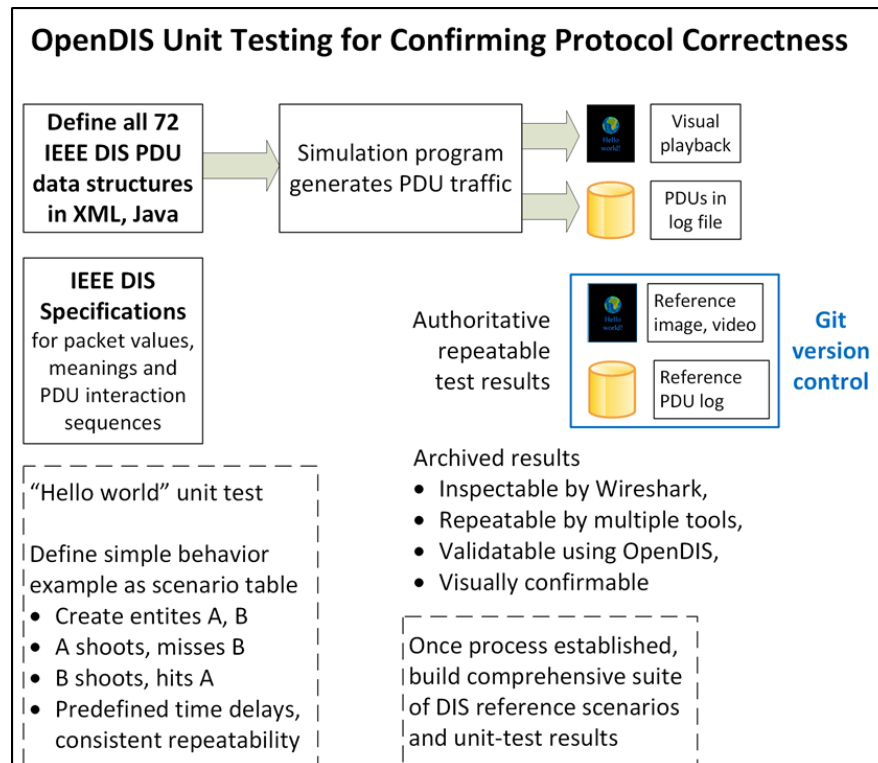 OpenDIS Unit Testing for Confirming Protocol Correctness
Define all 72
IEEE DIS PDU
data structures
in XML, Java
Simulation program
generates PDU traffic
Hello
world!
Visual
playback
PDUs in
log file
IEEE DIS
Specifications
for packet values,
meanings and
PDU interaction
sequences
Authoritative
repeatable
test results
Hello
world!
Reference
image, video
Reference
PDU log
Git
version
control
“Hello world” unit test
Define simple behavior
example as scenario table
• Create entites A, B
• A shoots, misses B
• B shoots, hits A
• Predefined time delays,
consistent repeatability
Archived results
• Inspectable by Wireshark,
• Repeatable by multiple tools,
• Validatable using OpenDIS,
• Visually confirmable
Once process established,
build comprehensive suite
of DIS reference scenarios
and unit-test results